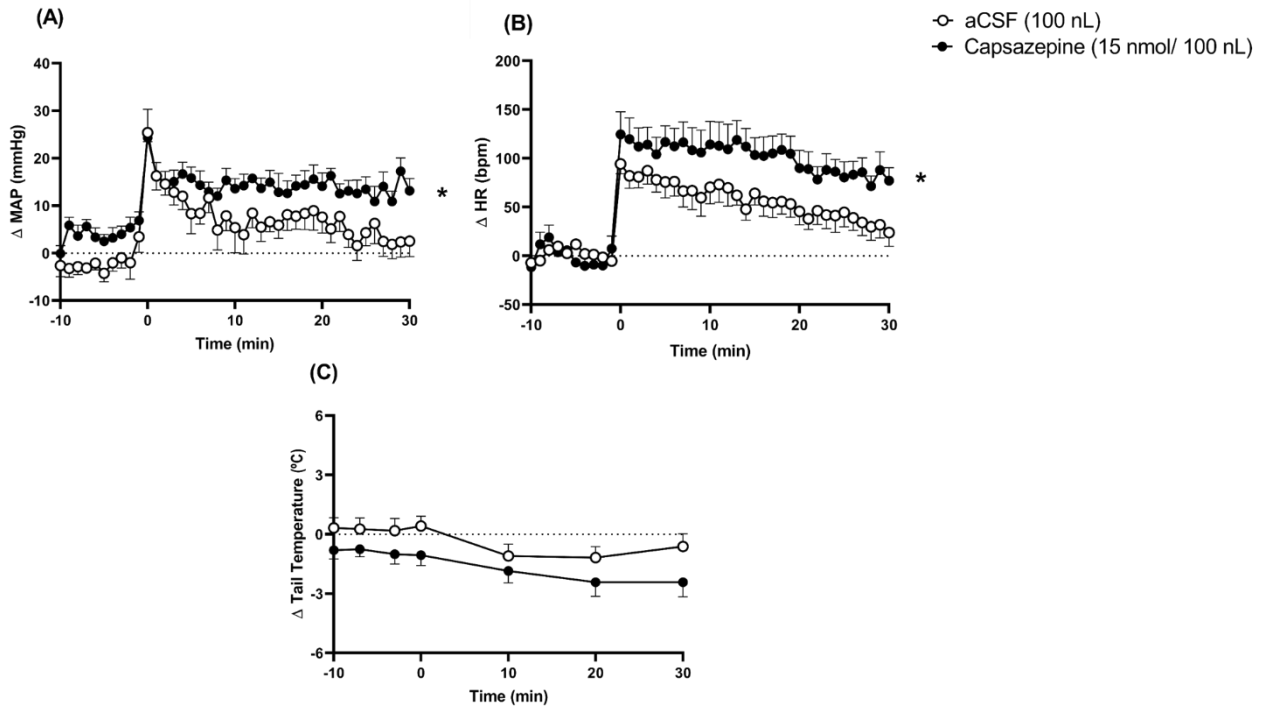 (A)
Δ MAP (mmHg)
40
30
20
10
0
-10
-10 0 10 20 30
Time (min)
*
(B)
Δ HR (bpm)
200
150
100
50
0
-50
-10 0 10 20 30
Time (min)
*
aCSF (100 nL)
Capsazepine (15 nmol/ 100 nL)
(C)
Δ Tail Temperature (ºC)
6
3
0
-3
-6
-10 0 10 20 30
Time (min)